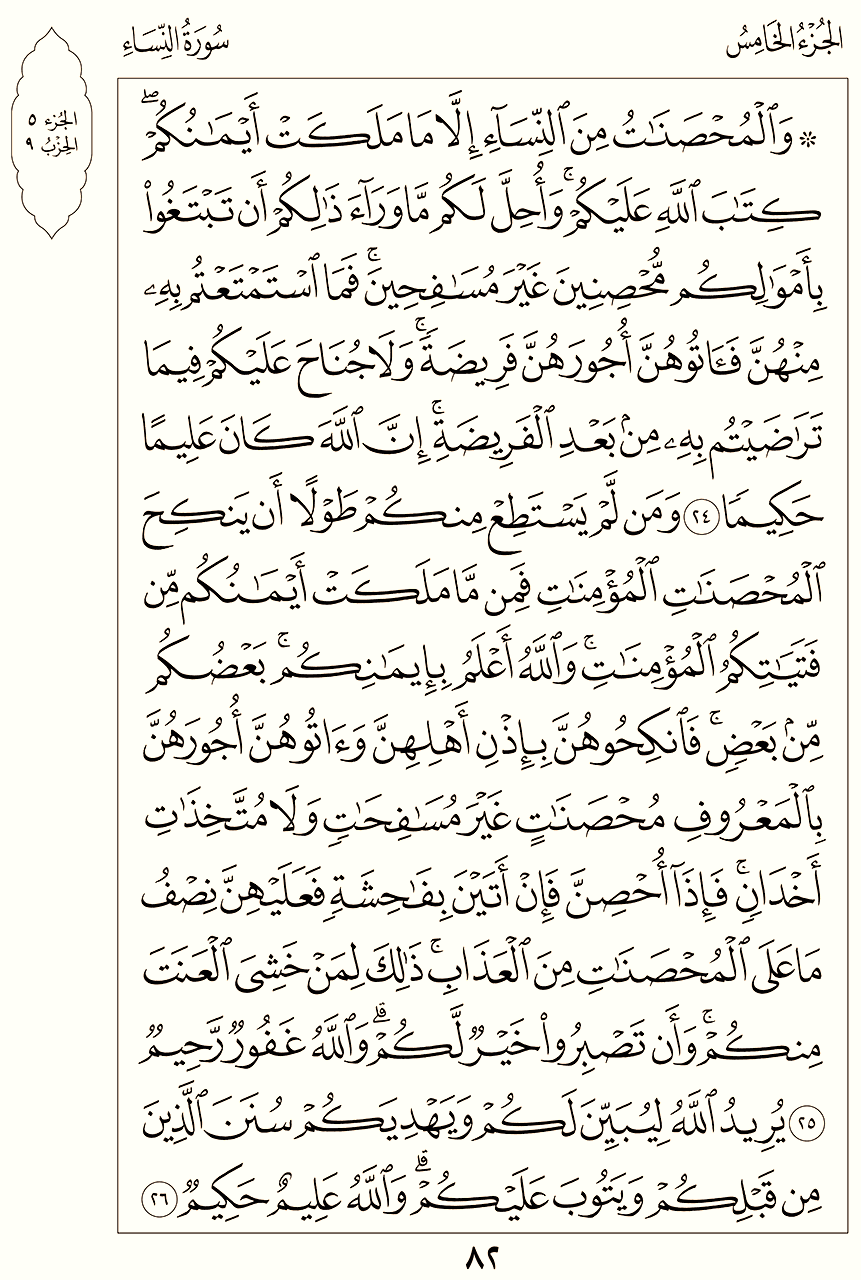 الجُزْءُ الخَامِسُ
سُورَةُ النِّسَاءِ
الجُزء ٥
الحِزْبُ ٩
۞ وَٱلْمُحْصَنَٰتُ مِنَ ٱلنِّسَآءِ إِلَّا مَا مَلَكَتْ أَيْمَٰنُكُمْۖ
كِتَٰبَ ٱللَّهِ عَلَيْكُمْۚ وَأُحِلَّ لَكُم مَّا وَرَآءَ ذَٰلِكُمْ أَن تَبْتَغُوا۟
بِأَمْوَٰلِكُم مُّحْصِنِينَ غَيْرَ مُسَٰفِحِينَۚ فَمَا ٱسْتَمْتَعْتُم بِهِۦ
مِنْهُنَّ فَـَٔاتُوهُنَّ أُجُورَهُنَّ فَرِيضَةًۚ وَلَا جُنَاحَ عَلَيْكُمْ فِيمَا
تَرَٰضَيْتُم بِهِۦ مِنۢ بَعْدِ ٱلْفَرِيضَةِۚ إِنَّ ٱللَّهَ كَانَ عَلِيمًا
حَكِيمًا ٢٤ وَمَن لَّمْ يَسْتَطِعْ مِنكُمْ طَوْلًا أَن يَنكِحَ
ٱلْمُحْصَنَٰتِ ٱلْمُؤْمِنَٰتِ فَمِن مَّا مَلَكَتْ أَيْمَٰنُكُم مِّن
فَتَيَٰتِكُمُ ٱلْمُؤْمِنَٰتِۚ وَٱللَّهُ أَعْلَمُ بِإِيمَٰنِكُمۚ بَعْضُكُم
مِّنۢ بَعْضٍۚ فَٱنكِحُوهُنَّ بِإِذْنِ أَهْلِهِنَّ وَءَاتُوهُنَّ أُجُورَهُنَّ
بِٱلْمَعْرُوفِ مُحْصَنَٰتٍ غَيْرَ مُسَٰفِحَٰتٍ وَلَا مُتَّخِذَٰتِ
أَخْدَانٍۚ فَإِذَآ أُحْصِنَّ فَإِنْ أَتَيْنَ بِفَٰحِشَةٍ فَعَلَيْهِنَّ نِصْفُ
مَا عَلَى ٱلْمُحْصَنَٰتِ مِنَ ٱلْعَذَابِۚ ذَٰلِكَ لِمَنْ خَشِىَ ٱلْعَنَتَ
مِنكُمْۚ وَأَن تَصْبِرُوا۟ خَيْرٌ لَّكُمْۗ وَٱللَّهُ غَفُورٌ رَّحِيمٌ
٢٥ يُرِيدُ ٱللَّهُ لِيُبَيِّنَ لَكُمْ وَيَهْدِيَكُمْ سُنَنَ ٱلَّذِينَ
مِن قَبْلِكُمْ وَيَتُوبَ عَلَيْكُمْۗ وَٱللَّهُ عَلِيمٌ حَكِيمٌ ٢٦
٨٢